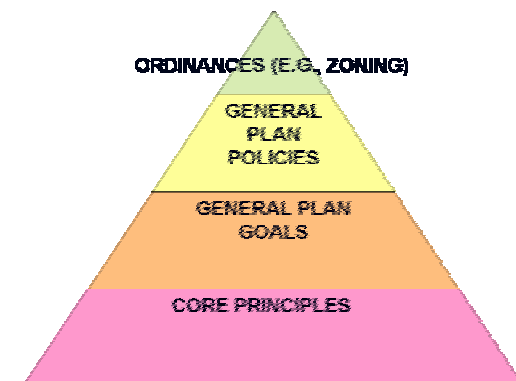 ORDINANCES (E.G., ZONING)
GENERAL
PLAN
POLICIES
GENERAL PLAN
GOALS
CORE PRINCIPLES